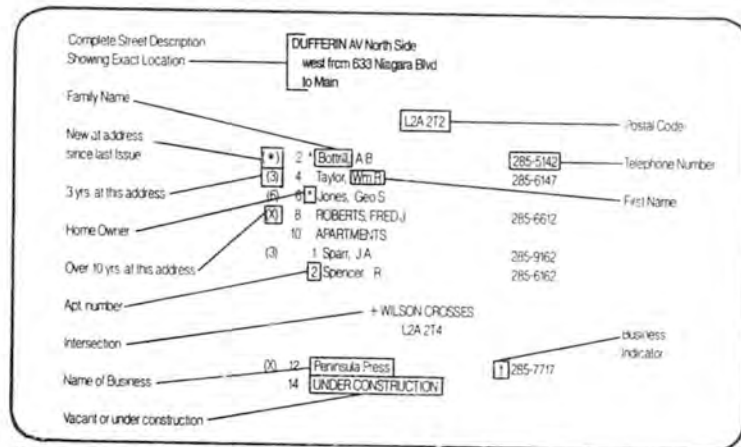 Complete Street Description
Showing Exact Location
DUFFERIN AV North Side
west from 633 Niagara Blvd
to Main
Family Name
L2A 2T2
Postal Code
New at address
since last Issue
(*) 2 * Bottril, A B 285-5142
Telephone Number
3 yrs. at this address
(3) 4 Taylor, Wm R 285-6147
First Name
(6) 6 * Jones, Geo S
Home Owner
(X) 8 ROBERTS, FRED J 285-6612
10 APARTMENTS
Over 10 yrs. at this address
(3) 1 Sparr, J A 285-9162
2 Spencer R 285-6162
Apt. number
+ WILSON CROSSES
L2A 2T4
Intersection
Business
Indicator
(X) 12 Peninsula Press ↑ 285-7717
Name of Business
14 UNDER CONSTRUCTION
Vacant or under construction